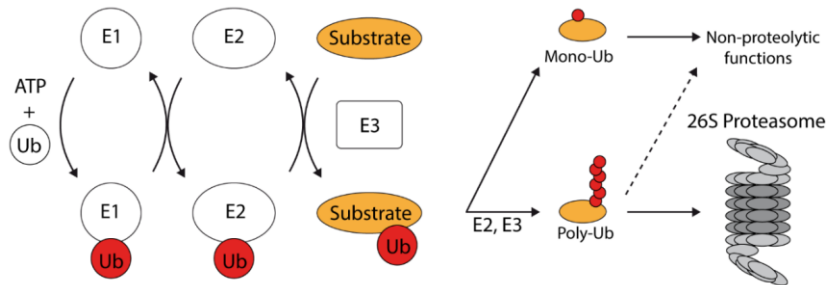 E1
E2
Substrate
ATP
+
Ub
E3
E1
E2
Substrate
Ub
Ub
Ub
Mono-Ub
Non-proteolytic
functions
26S Proteasome
E2, E3
Poly-Ub